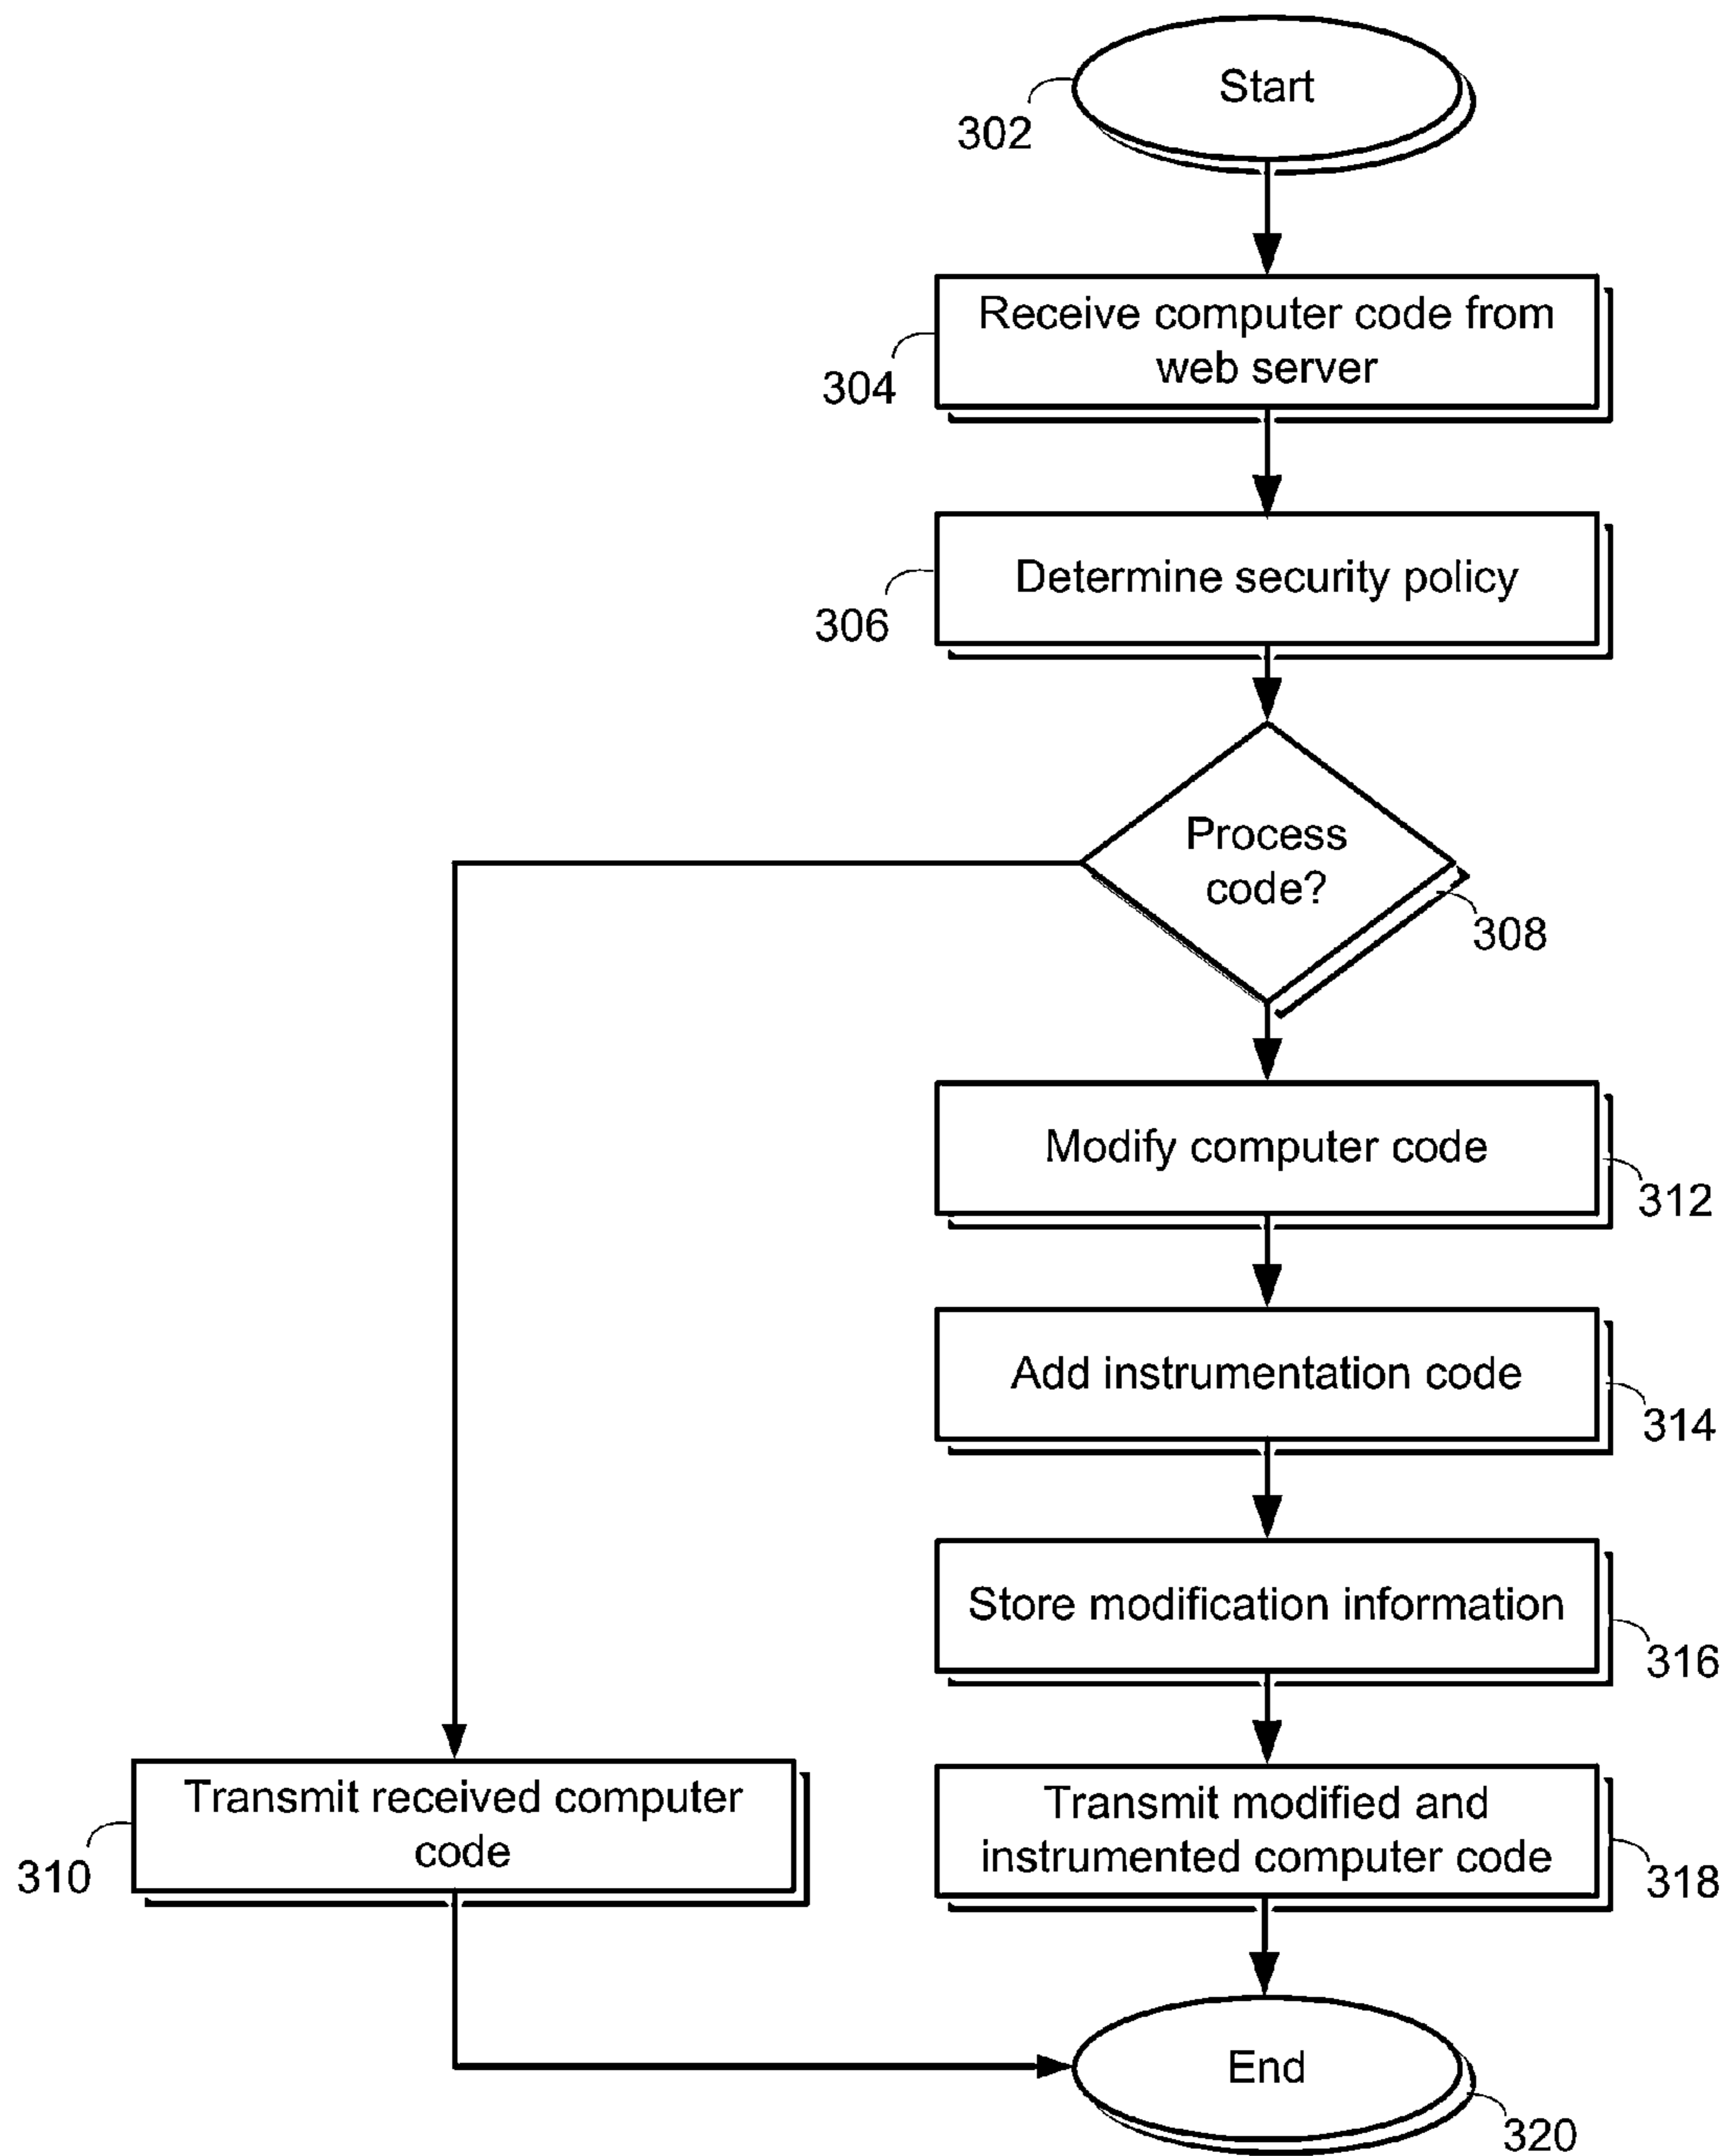 Start
302
Receive computer code from
web server
304
Determine security policy
306
Process
code?
308
Modify computer code
312
Add instrumentation code
314
Store modification information
316
Transmit received computer
code
310
Transmit modified and
instrumented computer code
318
End
320